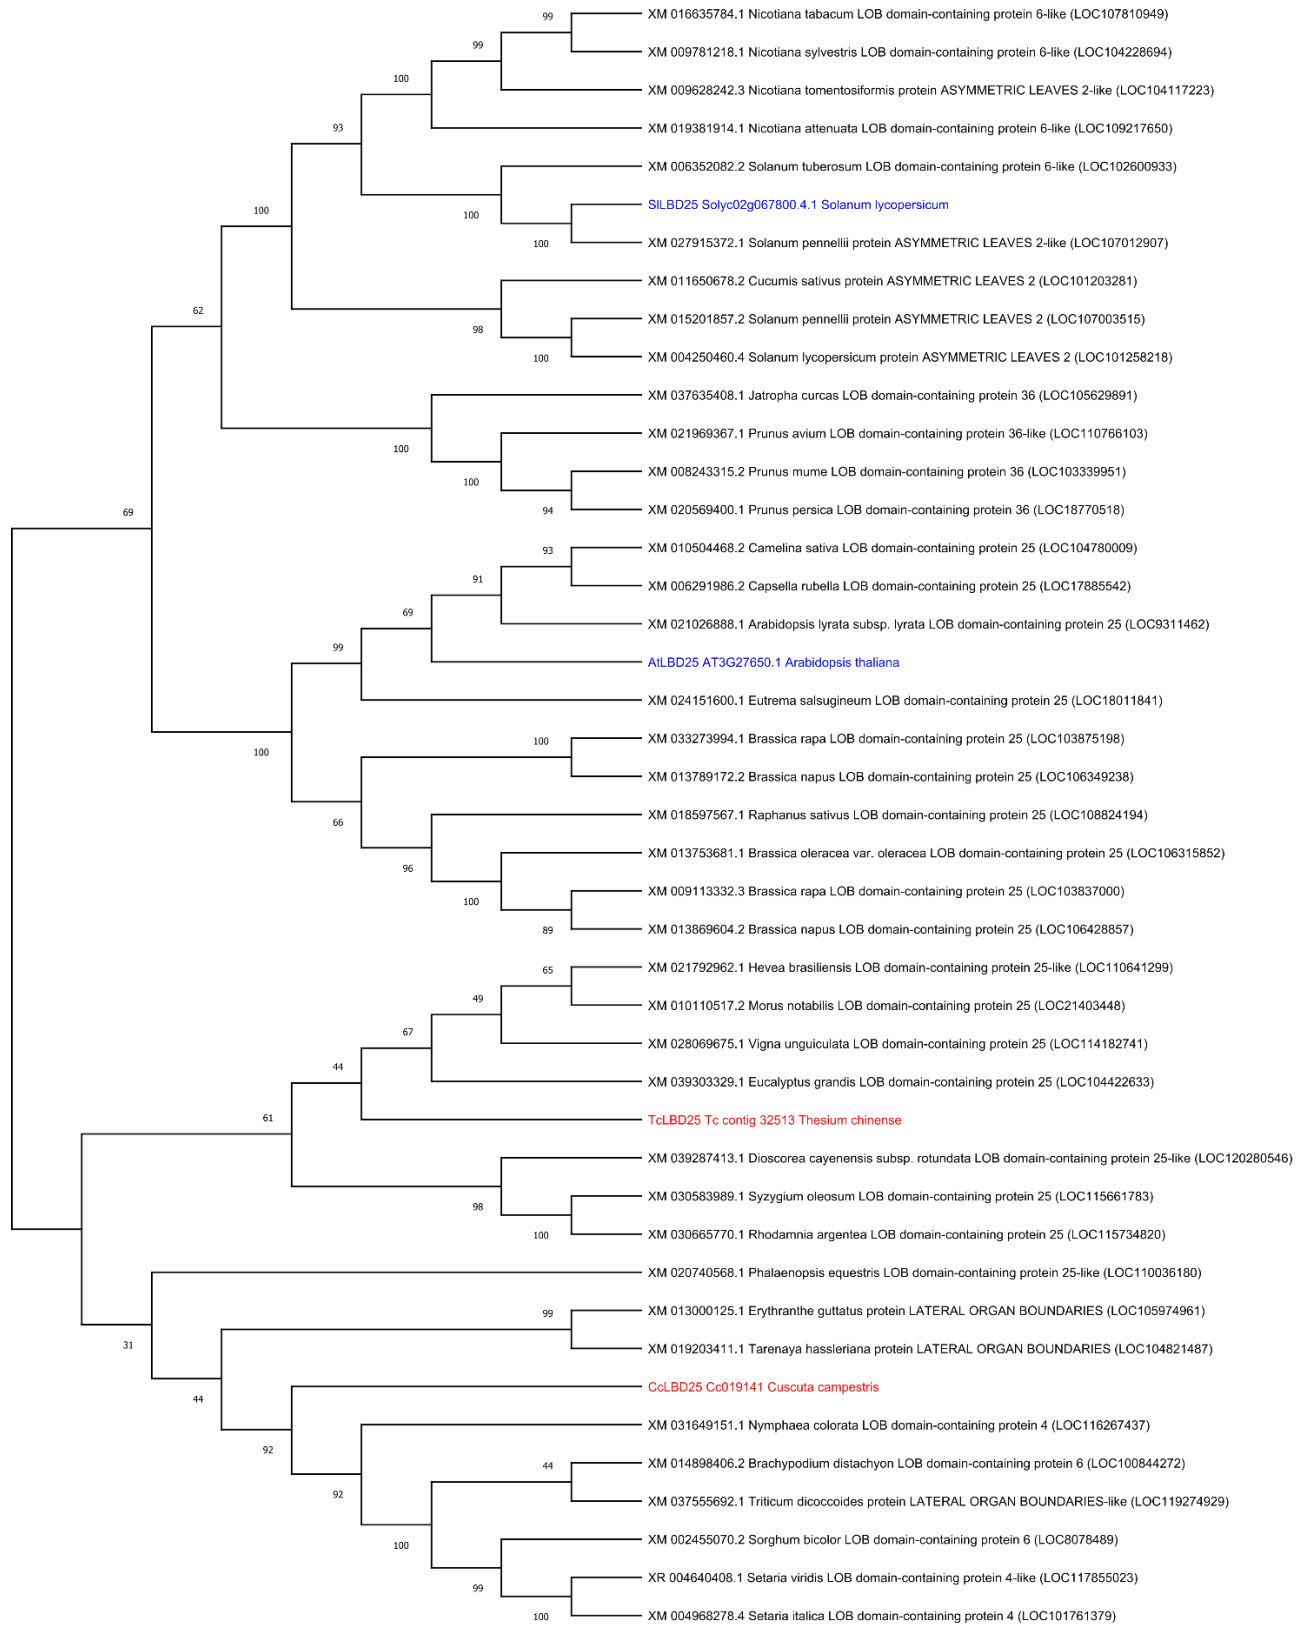 99
XM 016635784.1 Nicotiana tabacum LOB domain-containing protein 6-like (LOC107810949)
99
XM 009781218.1 Nicotiana sylvestris LOB domain-containing protein 6-like (LOC104228694)
100
XM 009628242.3 Nicotiana tomentosiformis protein ASYMMETRIC LEAVES 2-like (LOC104117223)
93
XM 019381914.1 Nicotiana attenuata LOB domain-containing protein 6-like (LOC109217650)
XM 006352082.2 Solanum tuberosum LOB domain-containing protein 6-like (LOC102600933)
100
100
SlLBD25 Solyc02g067800.4.1 Solanum lycopersicum
100
XM 027915372.1 Solanum pennellii protein ASYMMETRIC LEAVES 2-like (LOC107012907)
XM 011650678.2 Cucumis sativus protein ASYMMETRIC LEAVES 2 (LOC101203281)
62
98
XM 015201857.2 Solanum pennellii protein ASYMMETRIC LEAVES 2 (LOC107003515)
100
XM 004250460.4 Solanum lycopersicum protein ASYMMETRIC LEAVES 2 (LOC101258218)
XM 037635408.1 Jatropha curcas LOB domain-containing protein 36 (LOC105629891)
100
XM 021969367.1 Prunus avium LOB domain-containing protein 36-like (LOC110766103)
100
XM 008243315.2 Prunus mume LOB domain-containing protein 36 (LOC103339951)
69
94
XM 020569400.1 Prunus persica LOB domain-containing protein 36 (LOC18770518)
93
XM 010504468.2 Camelina sativa LOB domain-containing protein 25 (LOC104780009)
91
XM 006291986.2 Capsella rubella LOB domain-containing protein 25 (LOC17885542)
69
XM 021026888.1 Arabidopsis lyrata subsp. lyrata LOB domain-containing protein 25 (LOC9311462)
99
AtLBD25 AT3G27650.1 Arabidopsis thaliana
XM 024151600.1 Eutrema salsugineum LOB domain-containing protein 25 (LOC18011841)
100
100
XM 033273994.1 Brassica rapa LOB domain-containing protein 25 (LOC103875198)
XM 013789172.2 Brassica napus LOB domain-containing protein 25 (LOC106349238)
66
XM 018597567.1 Raphanus sativus LOB domain-containing protein 25 (LOC108824194)
96
XM 013753681.1 Brassica oleracea var. oleracea LOB domain-containing protein 25 (LOC106315852)
100
XM 009113332.3 Brassica rapa LOB domain-containing protein 25 (LOC103837000)
89
XM 013869604.2 Brassica napus LOB domain-containing protein 25 (LOC106428857)
65
XM 021792962.1 Hevea brasiliensis LOB domain-containing protein 25-like (LOC110641299)
49
XM 010110517.2 Morus notabilis LOB domain-containing protein 25 (LOC21403448)
67
XM 028069675.1 Vigna unguiculata LOB domain-containing protein 25 (LOC114182741)
44
XM 039303329.1 Eucalyptus grandis LOB domain-containing protein 25 (LOC104422633)
61
TcLBD25 Tc contig 32513 Thesium chinense
XM 039287413.1 Dioscorea cayenensis subsp. rotundata LOB domain-containing protein 25-like (LOC120280546)
98
XM 030583989.1 Syzygium oleosum LOB domain-containing protein 25 (LOC115661783)
100
XM 030665770.1 Rhodamnia argentea LOB domain-containing protein 25 (LOC115734820)
XM 020740568.1 Phalaenopsis equestris LOB domain-containing protein 25-like (LOC110036180)
31
99
XM 013000125.1 Erythranthe guttatus protein LATERAL ORGAN BOUNDARIES (LOC105974961)
XM 019203411.1 Tarenaya hassleriana protein LATERAL ORGAN BOUNDARIES (LOC104821487)
44
CcLBD25 Cc019141 Cuscuta campestris
92
XM 031649151.1 Nymphaea colorata LOB domain-containing protein 4 (LOC116267437)
92
44
XM 014898406.2 Brachypodium distachyon LOB domain-containing protein 6 (LOC100844272)
XM 037555692.1 Triticum dicoccoides protein LATERAL ORGAN BOUNDARIES-like (LOC119274929)
100
XM 002455070.2 Sorghum bicolor LOB domain-containing protein 6 (LOC8078489)
99
XR 004640408.1 Setaria viridis LOB domain-containing protein 4-like (LOC117855023)
100
XM 004968278.4 Setaria italica LOB domain-containing protein 4 (LOC101761379)